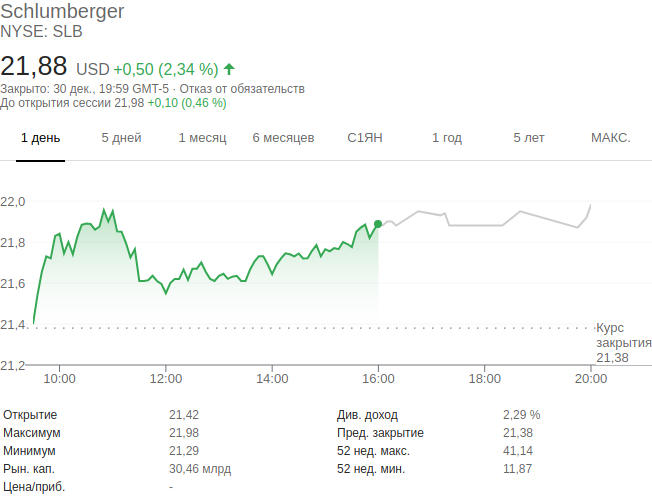 Schlumberger
NYSE: SLB
21,88 USD +0,50 (2,34 %)
Закрыто: 30 дек., 19:59 GMT-5 · Отказ от обязательств
До открытия сессии 21,98 +0,10 (0,46 %)
1 день 5 дней 1 месяц 6 месяцев С1ЯН 1 год 5 лет МАКС.
22,0
21,8
21,6
21,4
Курс
закрытия
21,38
21,2
10:00 12:00 14:00 16:00 18:00 20:00
Открытие 21,42 Див. доход 2,29 %
Максимум 21,98 Пред. закрытие 21,38
Минимум 21,29 52 нед. макс. 41,14
Рын. кап. 30,46 млрд 52 нед. мин. 11,87
Цена/приб. -